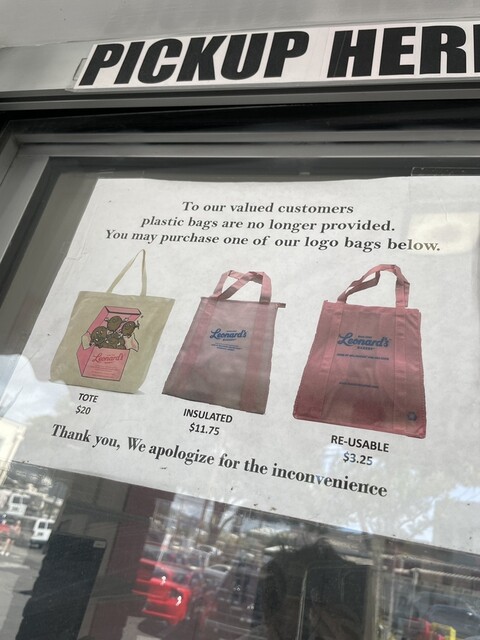 PICKUP HER
To our valued customers
plastic bags are no longer provided.
You may purchase one of our logo bags below.
Leonard's
Leonard's
Leonard's
TOTE
$20
INSULATED
$11.75
RE-USABLE
$3.25
Thank you, We apologize for the inconvenience